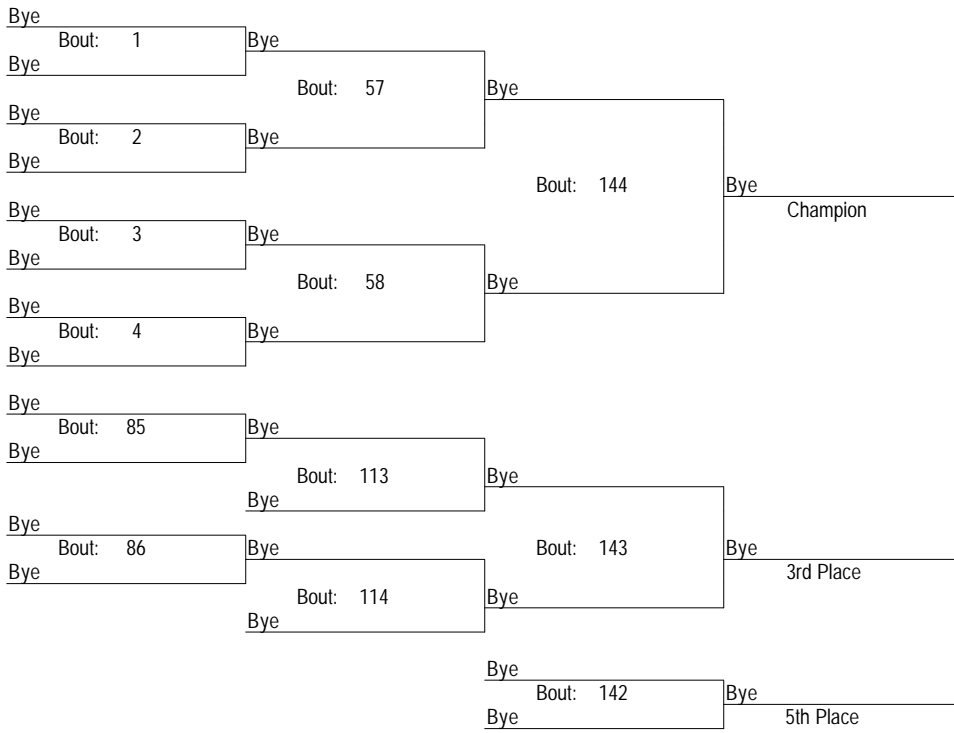 Bye
Bout: 1 Bye
Bye
Bout: 57 Bye
Bye
Bout: 2 Bye
Bye
Bout: 144 Bye
Champion
Bye
Bout: 3 Bye
Bye
Bout: 58 Bye
Bye
Bout: 4 Bye
Bye
Bye
Bout: 85 Bye
Bye
Bout: 113 Bye
Bye
Bye
Bout: 86 Bye Bout: 143 Bye
Bye 3rd Place
Bout: 114 Bye
Bye
Bye
Bout: 142 Bye
Bye 5th Place